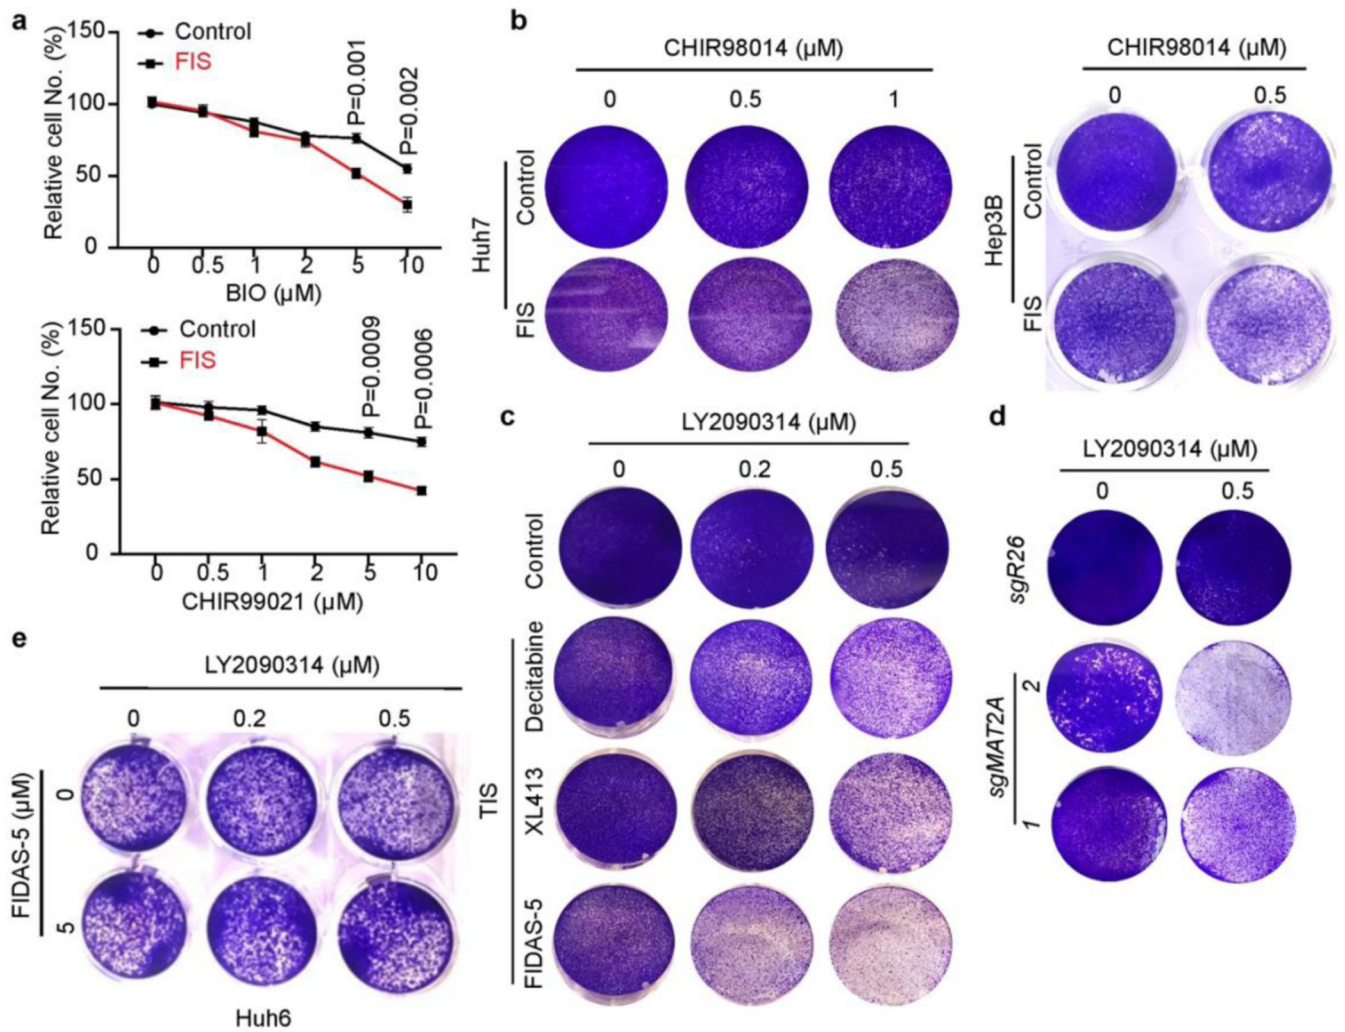 a
150
Control
FIS
100
50
0
Relative cell No. (%)
P=0.001
P=0.002
0 0.5 1 2 5 10
BIO (µM)
150
Control
FIS
100
50
0
Relative cell No. (%)
P=0.0009
P=0.0006
0 0.5 1 2 5 10
CHIR99021 (µM)
b
CHIR98014 (µM)
0 0.5 1
Huh7
Control
FIS
CHIR98014 (µM)
0 0.5
Hep3B
Control
FIS
c
LY2090314 (µM)
0 0.2 0.5
Control
TIS
Decitabine
XL413
FIDAS-5
d
LY2090314 (µM)
0 0.5
sgR26
sgMAT2A
2
1
e
LY2090314 (µM)
0 0.2 0.5
FIDAS-5 (µM)
0
5
Huh6